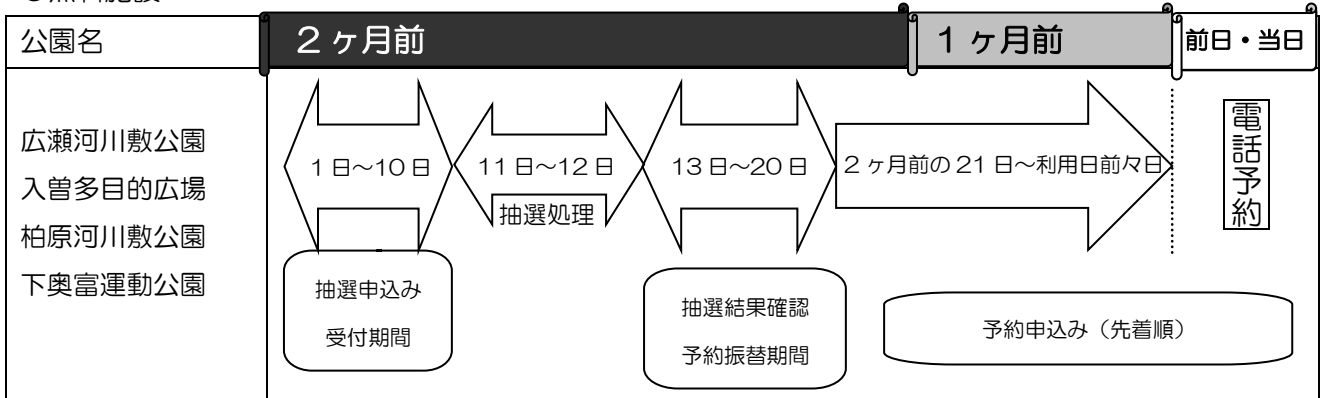 公園名
2ヶ月前
1ヶ月前
前日・当日
広瀬河川敷公園
入曽多目的広場
柏原河川敷公園
下奥富運動公園
1日～10日
11日～12日
13日～20日
2ヶ月前の21日～利用日前々日
抽選処理
電話予約
抽選申込み
受付期間
抽選結果確認
予約振替期間
予約申込み（先着順）